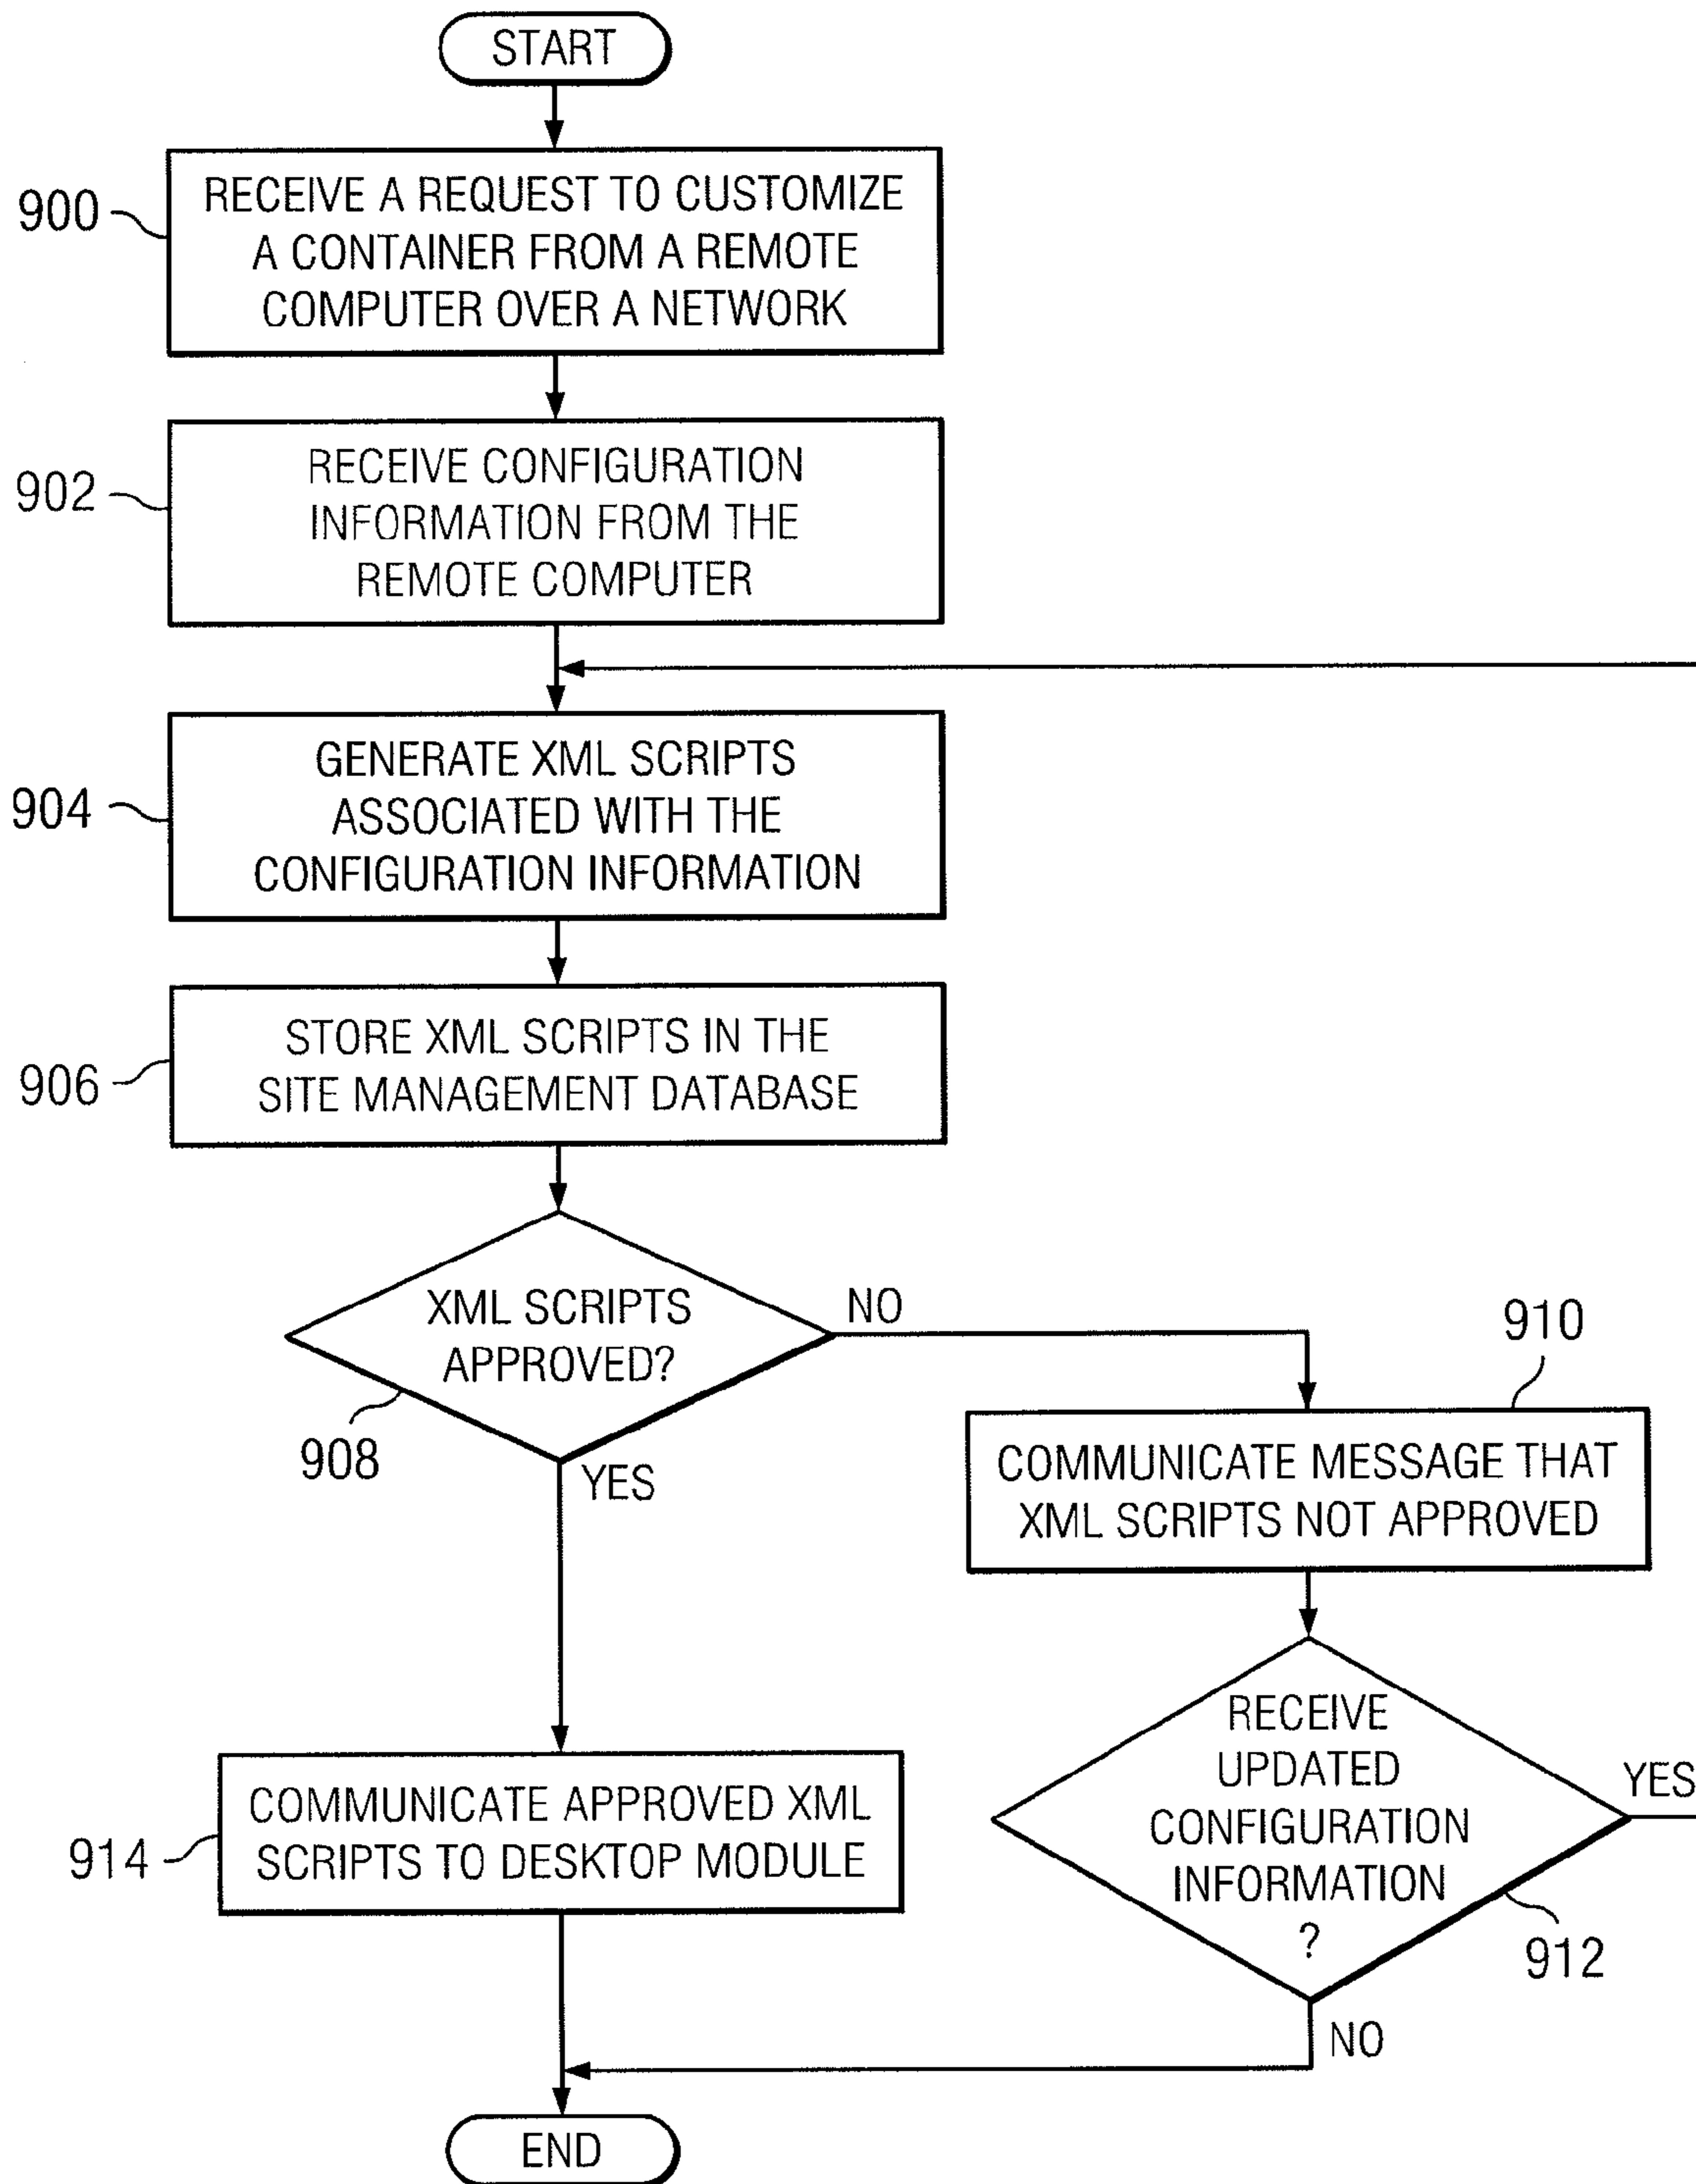 START
900
RECEIVE A REQUEST TO CUSTOMIZE
A CONTAINER FROM A REMOTE
COMPUTER OVER A NETWORK
902
RECEIVE CONFIGURATION
INFORMATION FROM THE
REMOTE COMPUTER
904
GENERATE XML SCRIPTS
ASSOCIATED WITH THE
CONFIGURATION INFORMATION
906
STORE XML SCRIPTS IN THE
SITE MANAGEMENT DATABASE
XML SCRIPTS
APPROVED?
NO
908
YES
910
COMMUNICATE MESSAGE THAT
XML SCRIPTS NOT APPROVED
RECEIVE
UPDATED
CONFIGURATION
INFORMATION
?
YES
912
NO
914
COMMUNICATE APPROVED XML
SCRIPTS TO DESKTOP MODULE
END